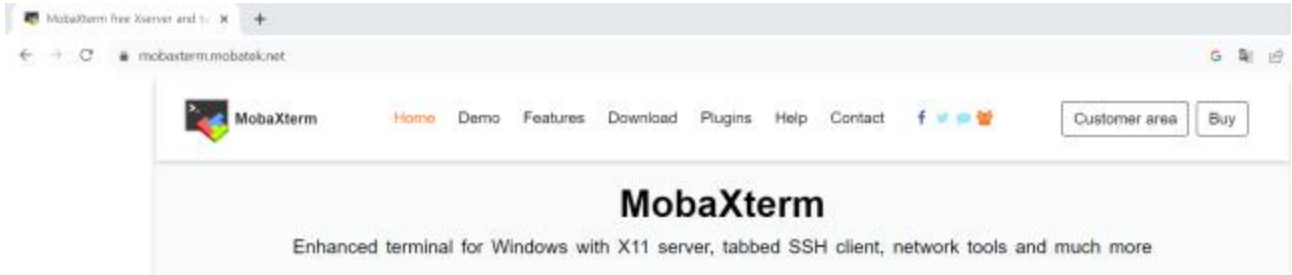 MobaXterm free Xserver and t
mobaxterm.mobatek.net
MobaXterm Home Demo Features Download Plugins Help Contact Customer area Buy
MobaXterm
Enhanced terminal for Windows with X11 server, tabbed SSH client, network tools and much more